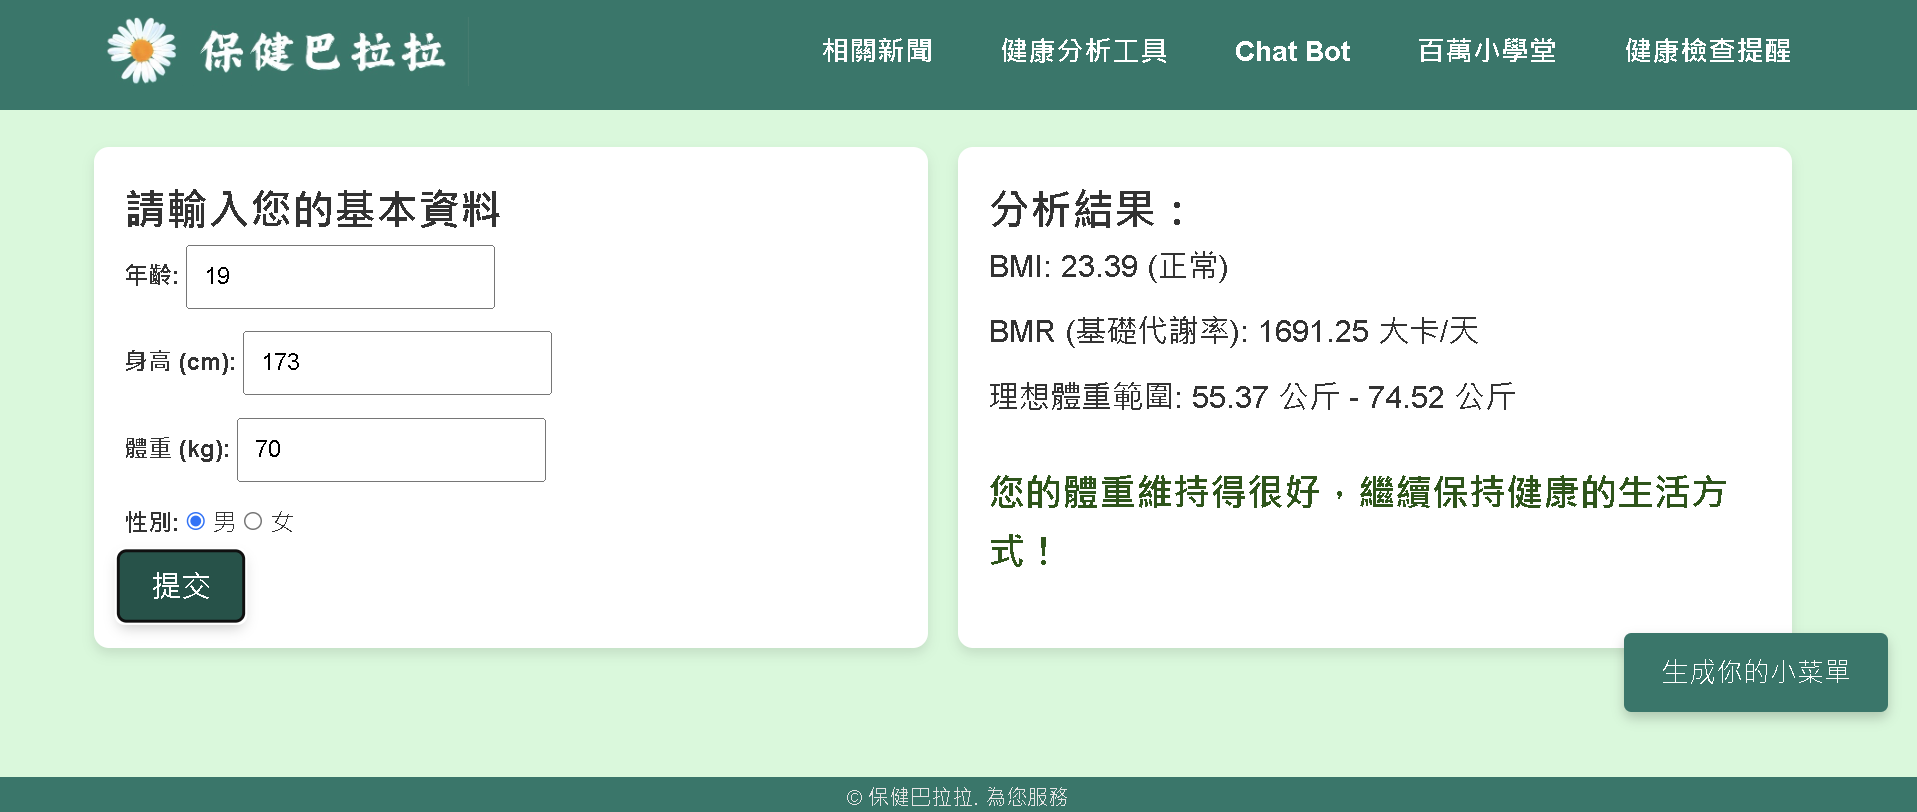 保健巴拉拉
相關新聞
健康分析工具
Chat Bot
百萬小學堂
健康檢查提醒
請輸入您的基本資料
年齡: 19
身高 (cm): 173
體重 (kg): 70
性別: 男 女
提交
分析結果：
BMI: 23.39 (正常)
BMR (基礎代謝率): 1691.25 大卡/天
理想體重範圍: 55.37 公斤 - 74.52 公斤
您的體重維持得很好，繼續保持健康的生活方
式！
生成你的小菜單
© 保健巴拉拉. 為您服務